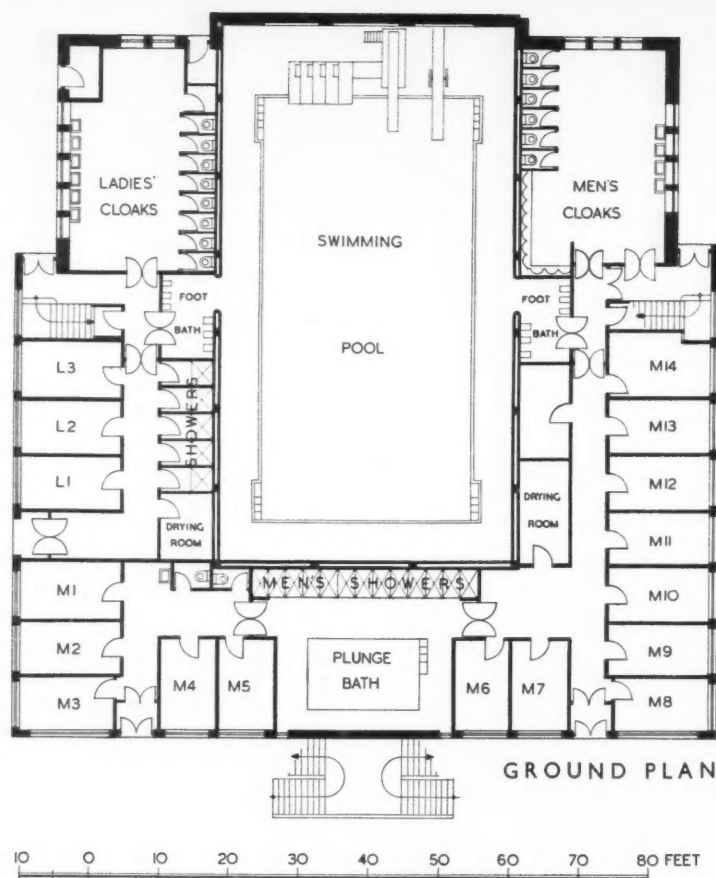 LADIES'
CLOAKS
MEN'S
CLOAKS
SWIMMING
POOL
FOOT
BATH
FOOT
BATH
L3
L2
L1
SHOWERS
DRYING
ROOM
M14
M13
M12
M11
M10
M9
M8
DRYING
ROOM
MEN'S SHOWERS
M1
M2
M3
M4
M5
PLUNGE
BATH
M6
M7
GROUND PLAN
10 0 10 20 30 40 50 60 70 80 FEET